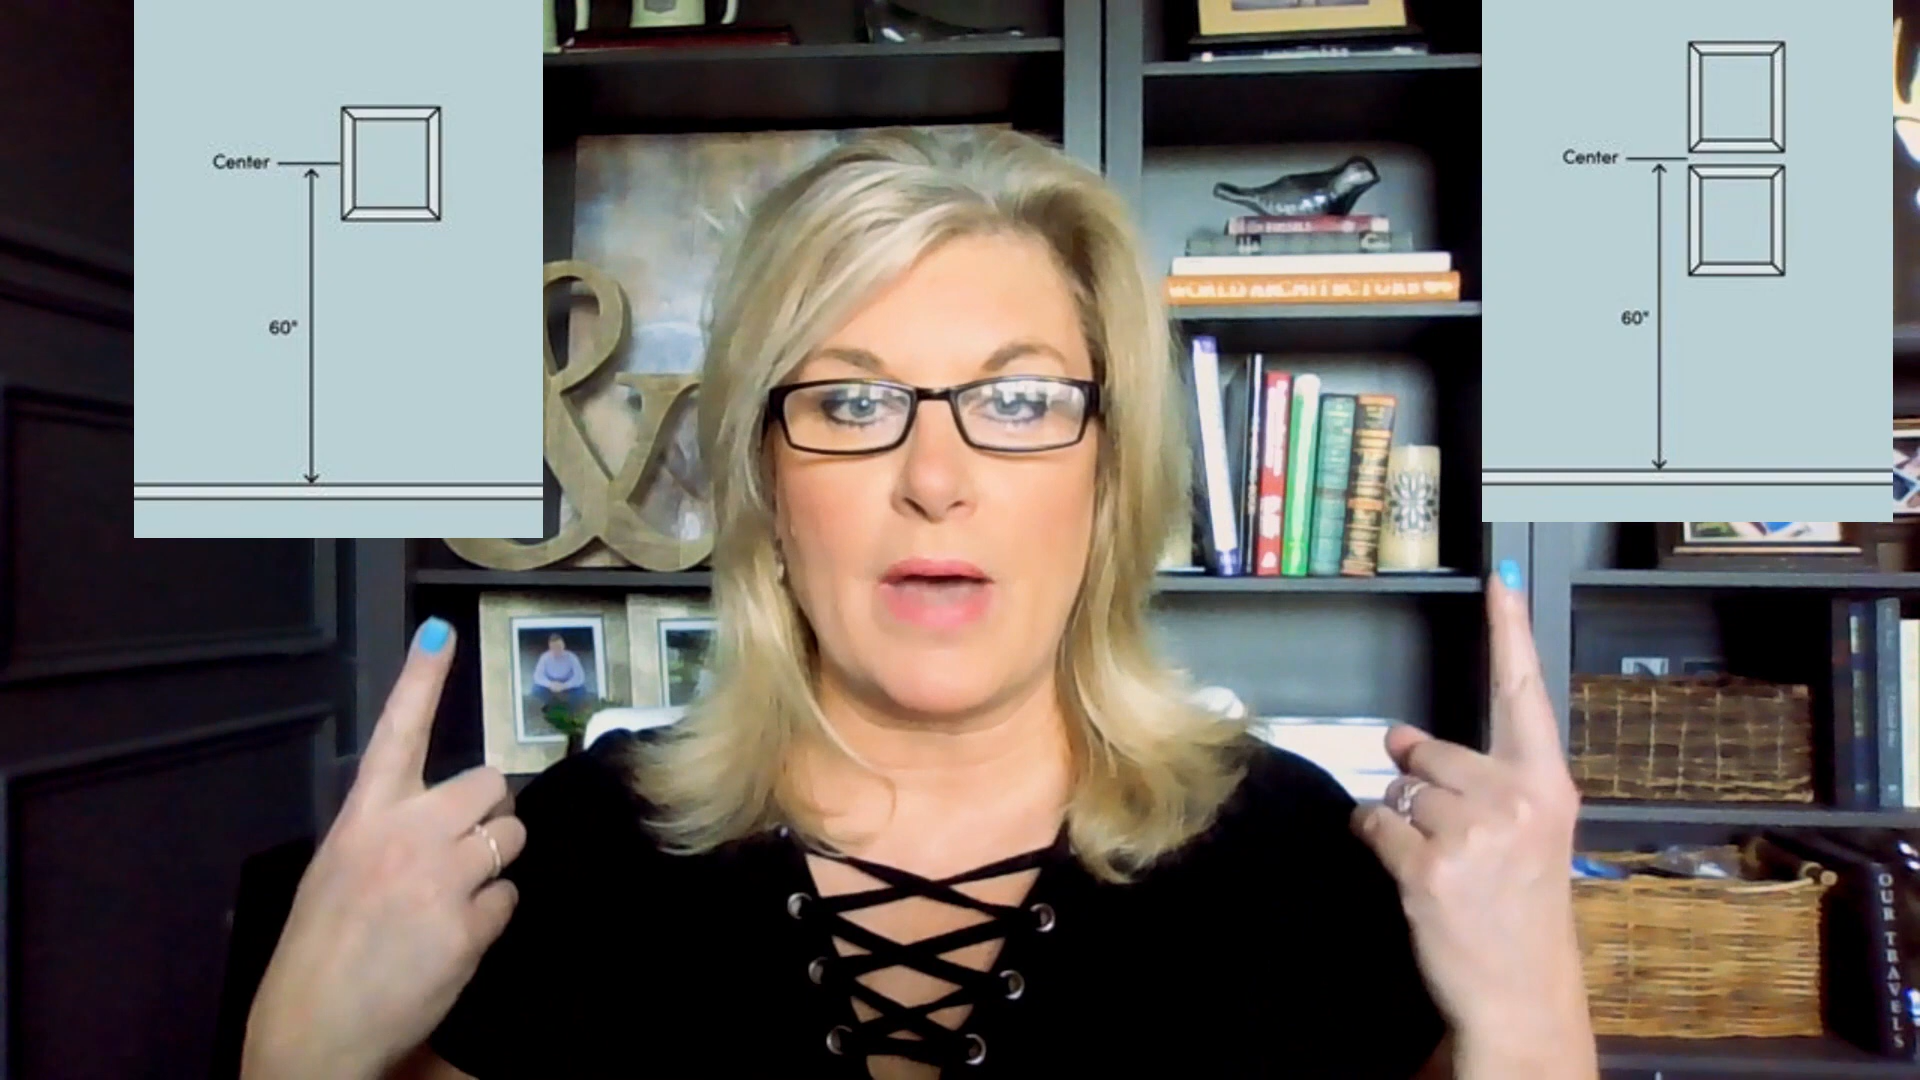 Center
60"
Center
60"
WORLD ARCHITECTURE
OUR TRAVELS